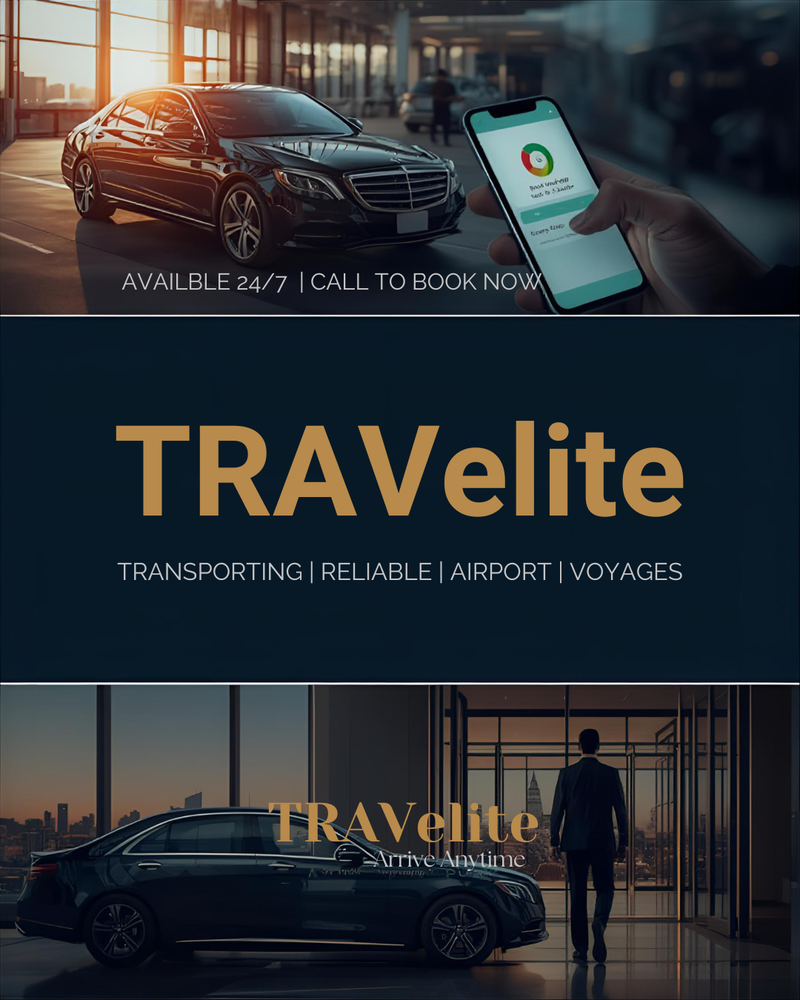 AVAILBLE 24/7 | CALL TO BOOK NOW
TRAVelite
TRANSPORTING | RELIABLE | AIRPORT | VOYAGES
TRAVelite
Arrive Anytime